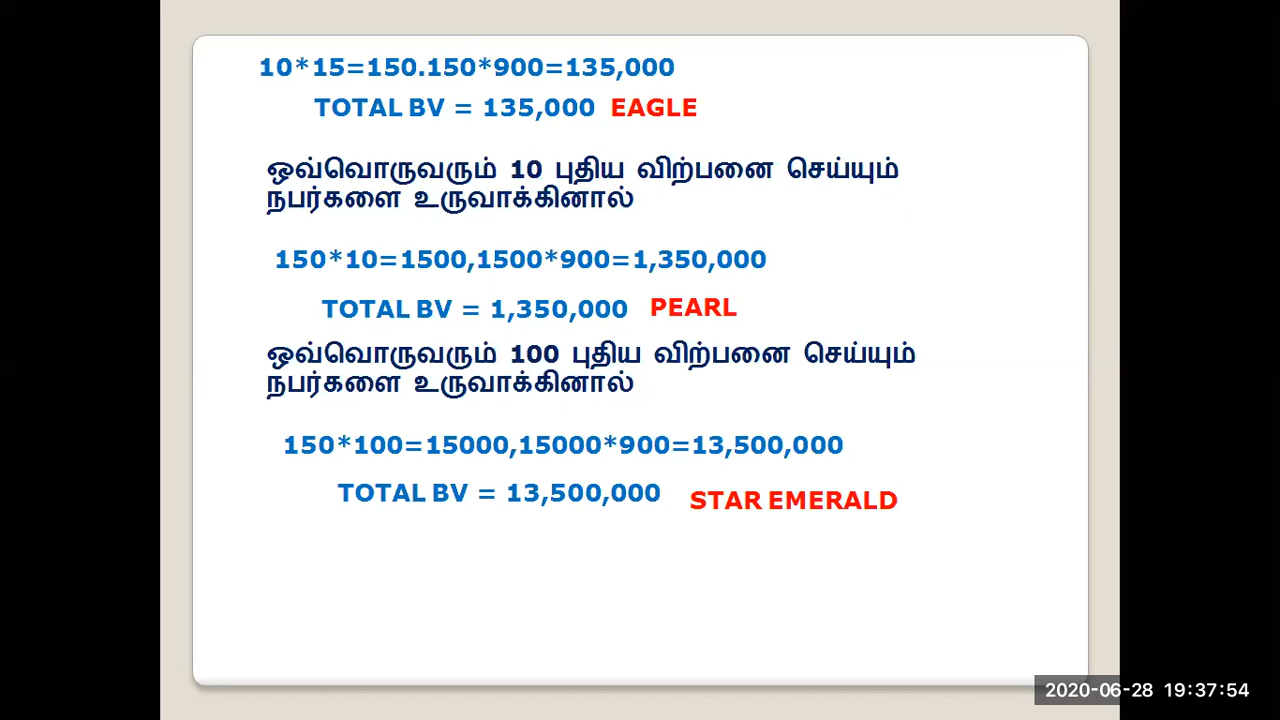 10*15=150.150*900=135,000
TOTAL BV = 135,000 EAGLE
ஒவ்வொருவரும் 10 புதிய விற்பனை செய்யும்
நபர்களை உருவாக்கினால்
150*10=1500,1500*900=1,350,000
TOTAL BV = 1,350,000 PEARL
ஒவ்வொருவரும் 100 புதிய விற்பனை செய்யும்
நபர்களை உருவாக்கினால்
150*100=15000,15000*900=13,500,000
TOTAL BV = 13,500,000 STAR EMERALD
2020-06-28 19:37:54